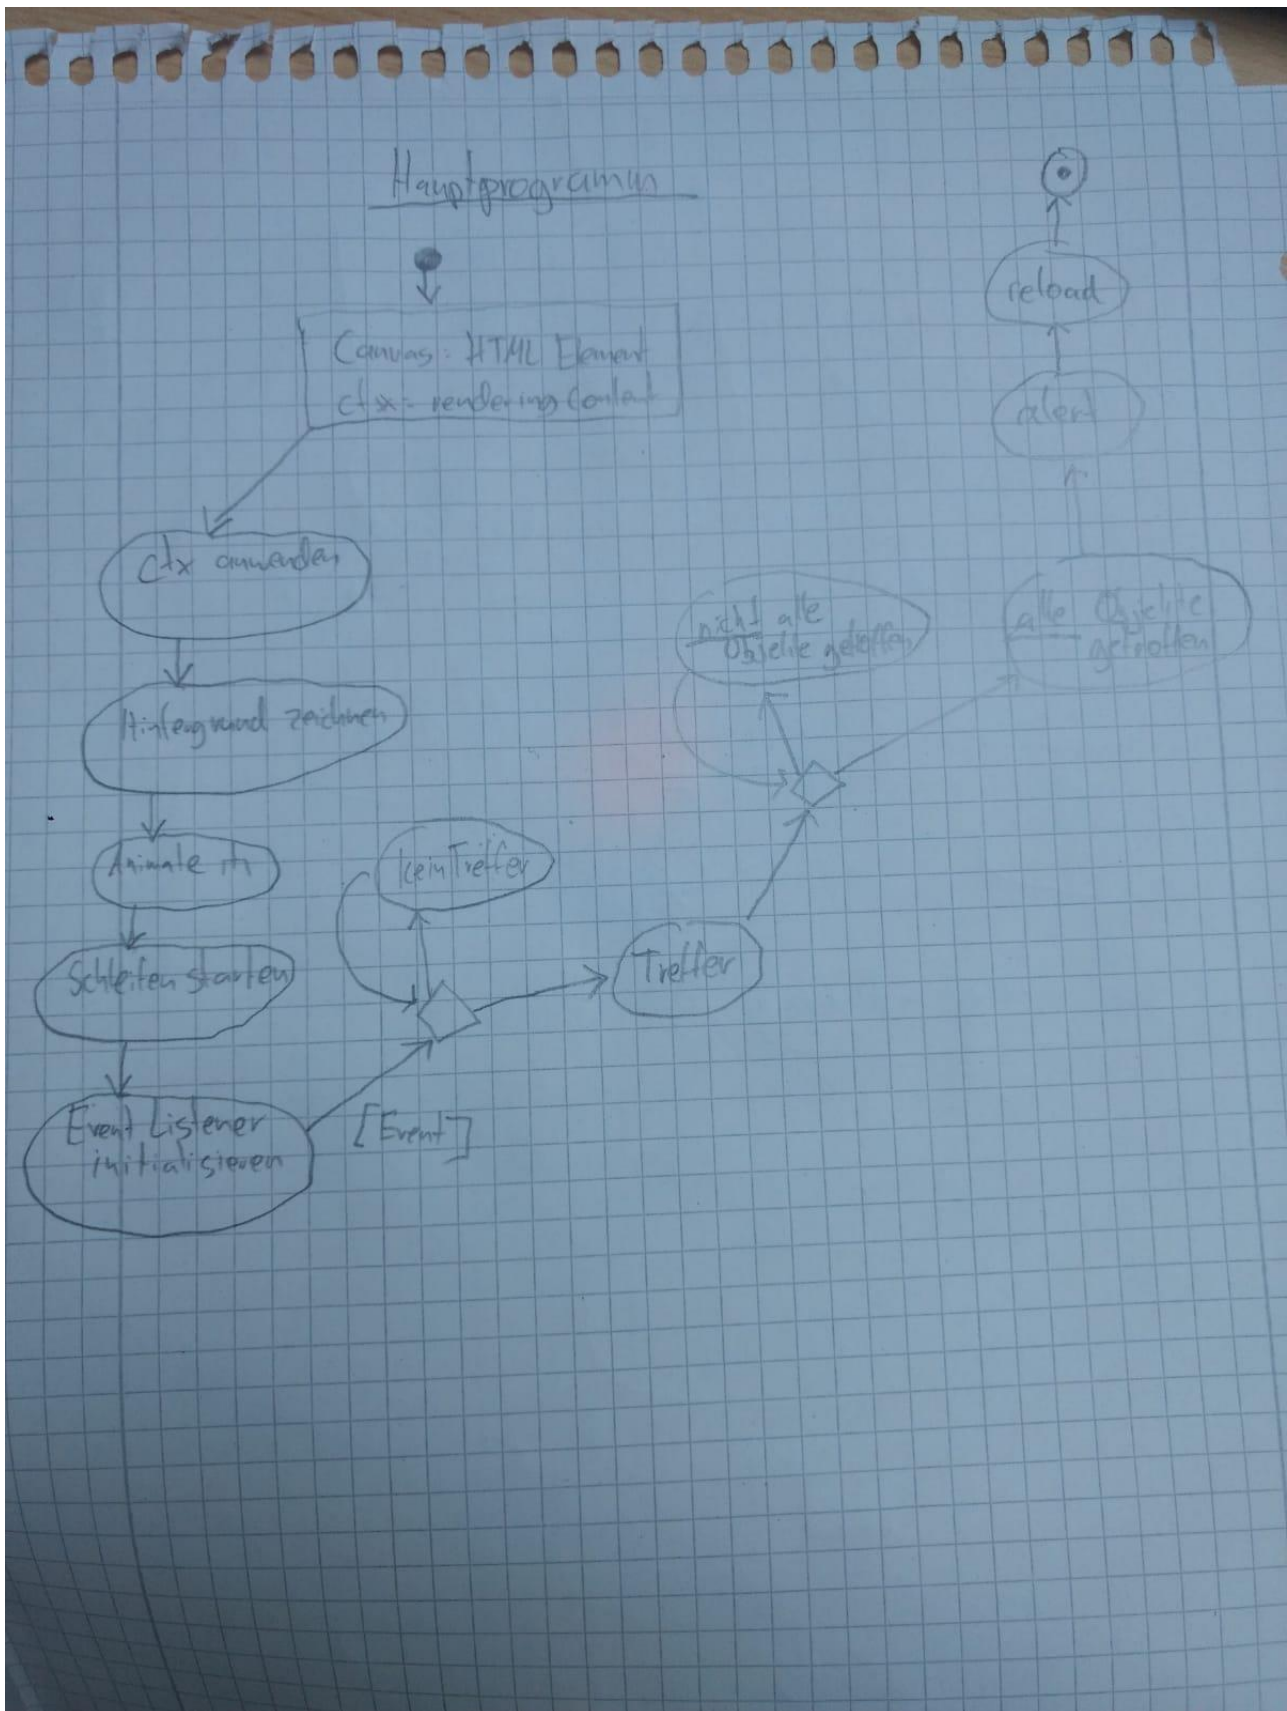 Hauptprogramm
Canvas: HTML Element
ctx: rendering Context
ctx anwenden
Hintergrund zeichnen
Animate
Schleifen starten
Event Listener
initialisieren
[Event]
kein Treffer
Treffer
nicht alle
Objekte getroffen
alle Objekte
getroffen
alert
reload